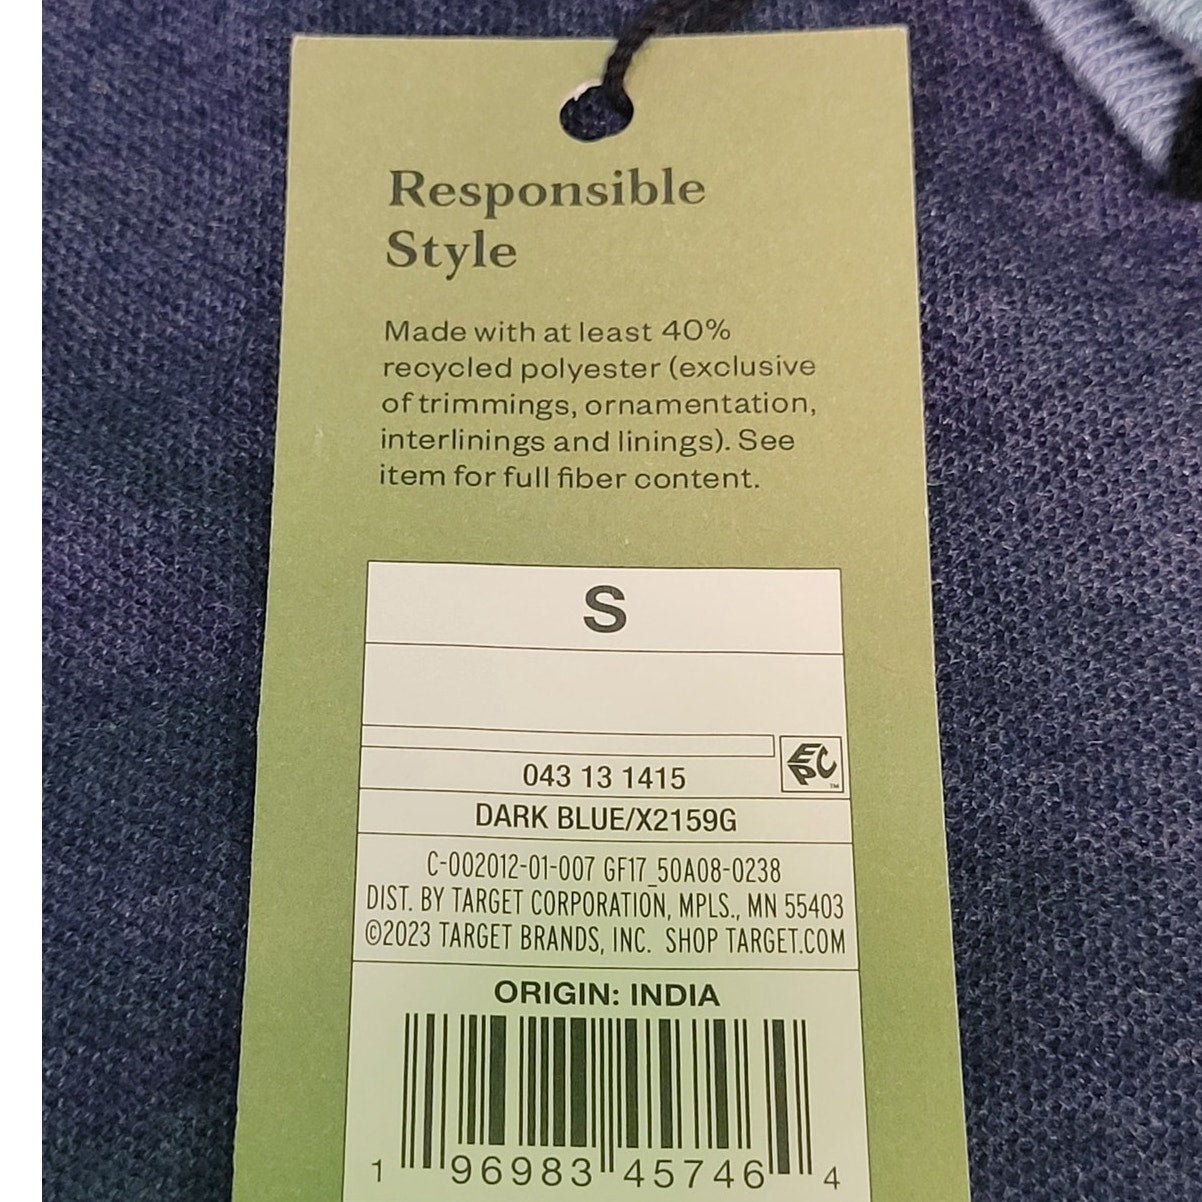 Responsible
Style
Made with at least 40%
recycled polyester (exclusive
of trimmings, ornamentation,
interlinings and linings). See
item for full fiber content.
S
EPC
™
043 13 1415
DARK BLUE/X2159G
C-002012-01-007 GF17_50A08-0238
DIST. BY TARGET CORPORATION, MPLS., MN 55403
©2023 TARGET BRANDS, INC. SHOP TARGET.COM
ORIGIN: INDIA
1 96983 45746 4